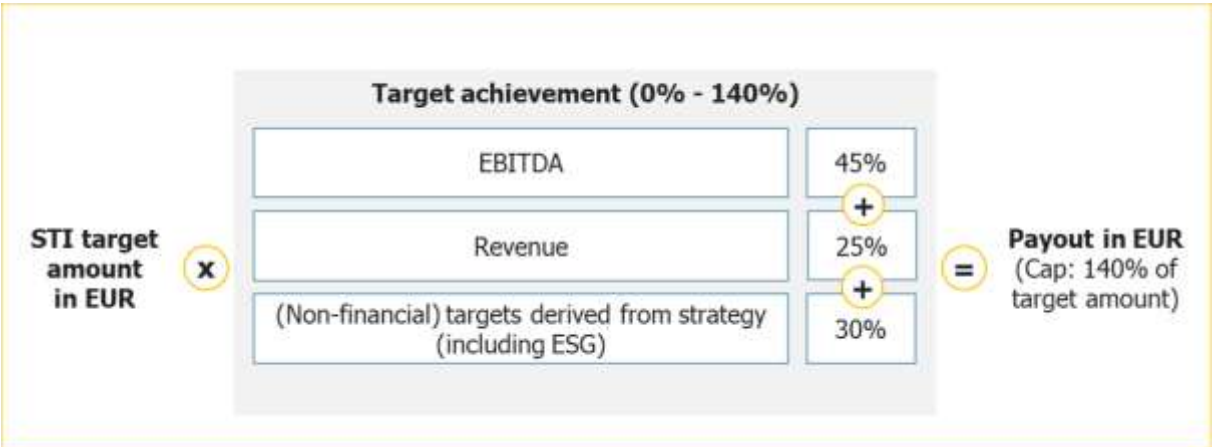 Target achievement (0% - 140%)
EBITDA
45%
+
STI target
amount
in EUR
x
Revenue
25%
=
Payout in EUR
(Cap: 140% of
target amount)
+
(Non-financial) targets derived from strategy
(including ESG)
30%